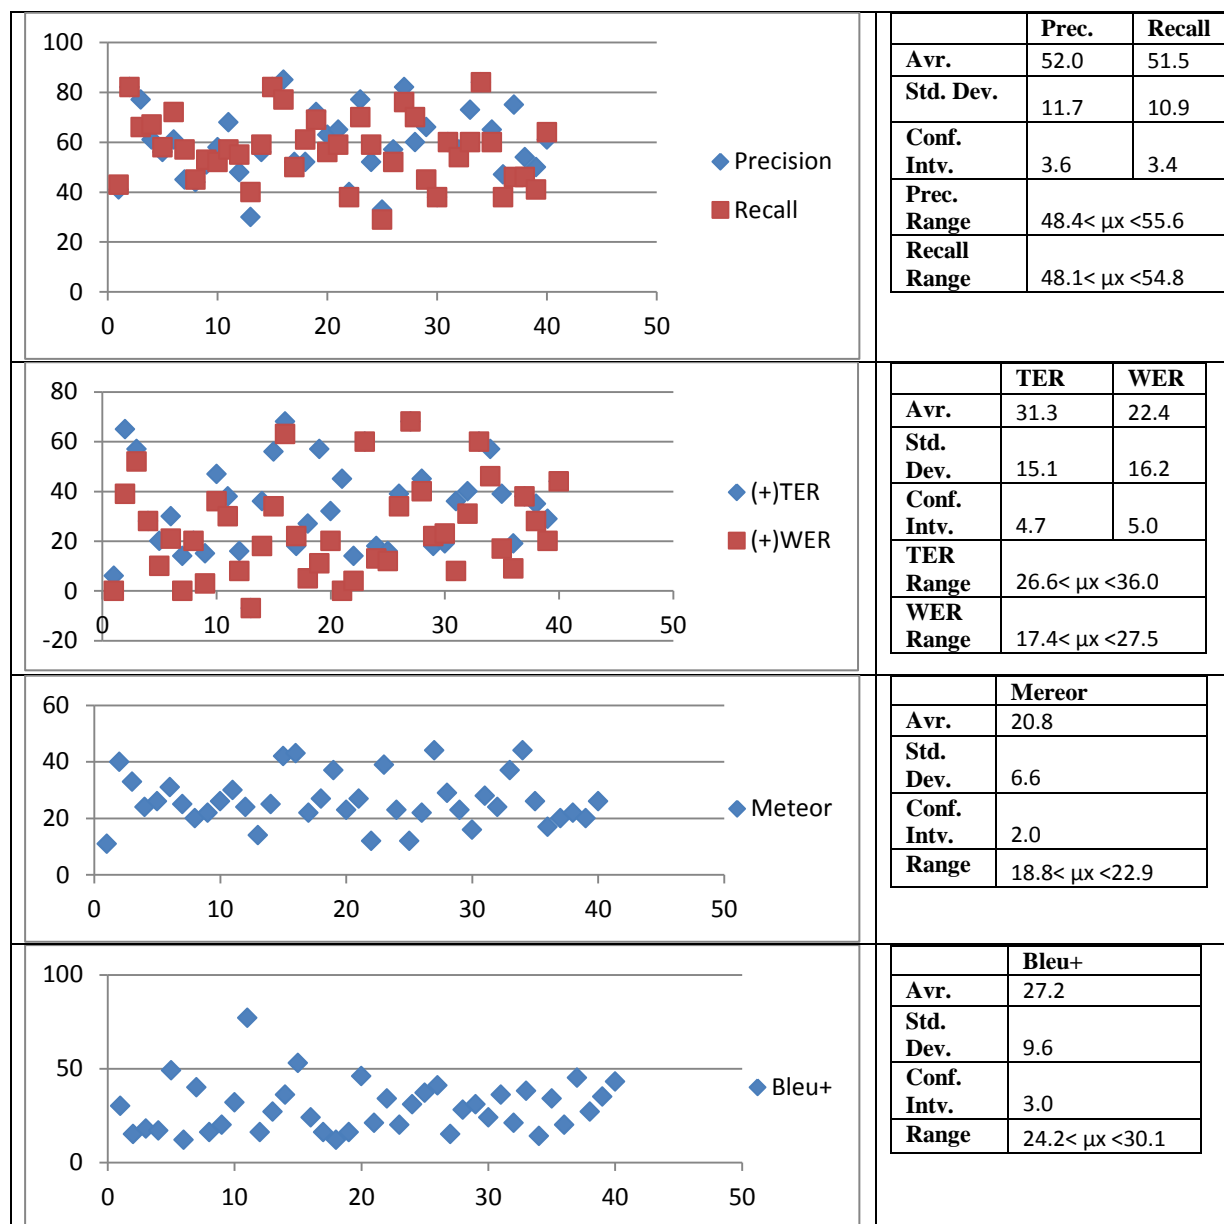 100
80
60
40
20
0
0 10 20 30 40 50
Precision
Recall
Prec. Recall
Avr. 52.0 51.5
Std. Dev.
11.7 10.9
Conf.
Intv. 3.6 3.4
Prec.
Range 48.4< µx <55.6
Recall
Range 48.1< µx <54.8
80
60
40
20
0
-20
0 10 20 30 40 50
(+)TER
(+)WER
TER WER
Avr. 31.3 22.4
Std.
Dev. 15.1 16.2
Conf.
Intv. 4.7 5.0
TER
Range 26.6< µx <36.0
WER
Range 17.4< µx <27.5
60
40
20
0
0 10 20 30 40 50
Meteor
Mereor
Avr. 20.8
Std.
Dev. 6.6
Conf.
Intv. 2.0
Range 18.8< µx <22.9
100
50
0
0 10 20 30 40 50
Bleu+
Bleu+
Avr. 27.2
Std.
Dev. 9.6
Conf.
Intv. 3.0
Range 24.2< µx <30.1